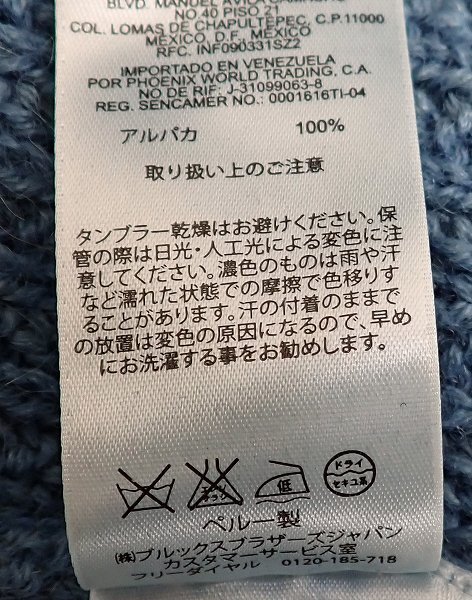 BLVD. MANUEL AVILA CAMACHO
NO.40 PISO 21
COL. LOMAS DE CHAPULTEPEC, C.P.11000
MÉXICO, D.F. MÉXICO
RFC. INF090331SZ2
IMPORTADO EN VENEZUELA
POR PHOENIX WORLD TRADING, C.A.
NO DE RIF: J-31099063-8
REG. SENCAMER NO.: 0001616TI-04
アルパカ 100%
取り扱い上のご注意
タンブラー乾燥はお避けください。保
管の際は日光・人工光による変色に注
意してください。濃色のものは雨や汗
など濡れた状態での摩擦で色移りす
ることがあります。汗の付着のままで
の放置は変色の原因になるので、早め
にお洗濯する事をお勧めします。
エンソ
サラシ
低
ドライ
セキユ系
ペルー製
㈱ブルックスブラザーズジャパン
カスタマーサービス室
フリーダイヤル 0120-185-718